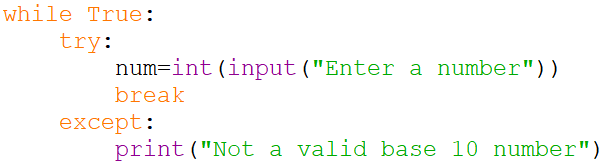 while True:
    try:
        num=int(input("Enter a number"))
        break
    except:
        print("Not a valid base 10 number")